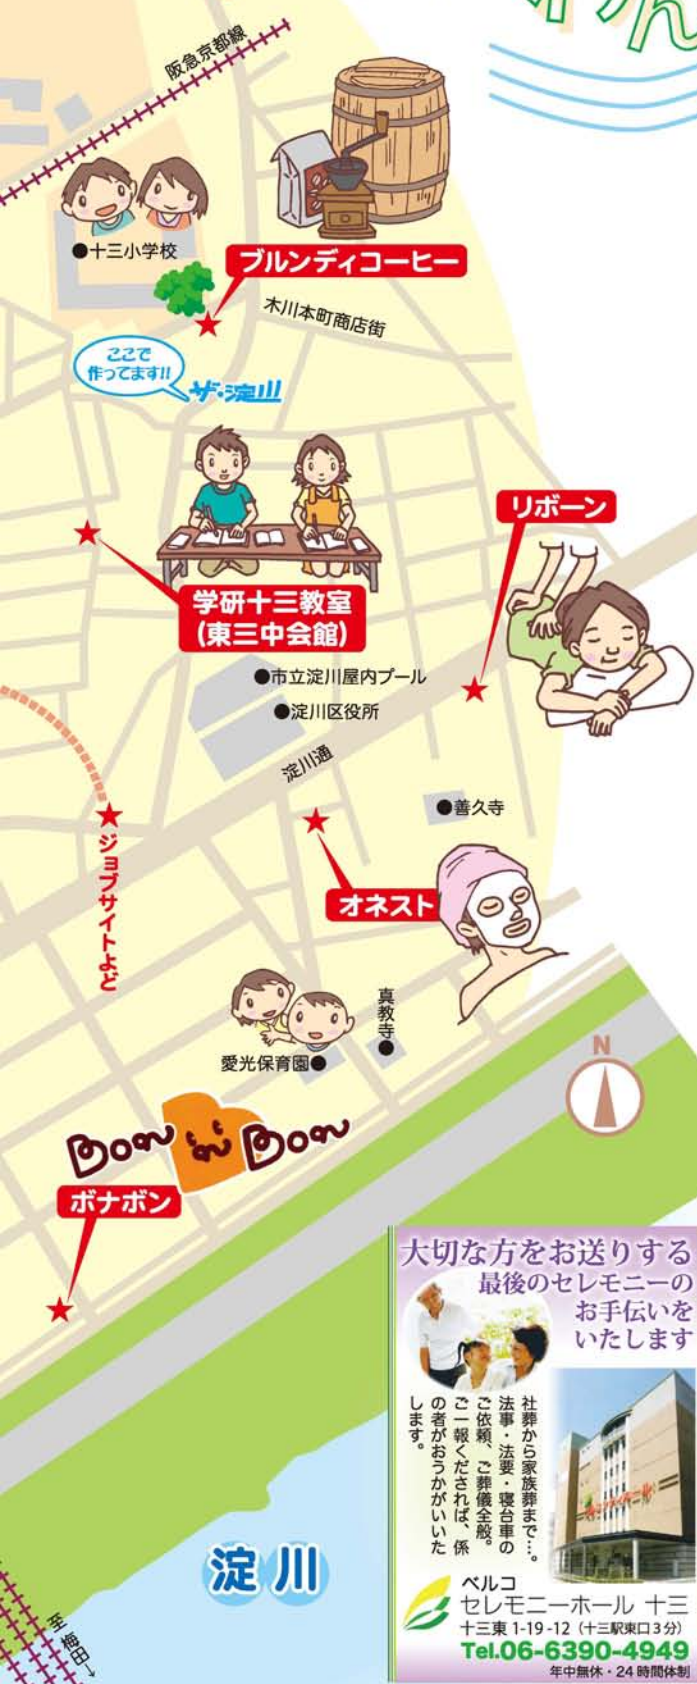 阪急京都線
●十三小学校
ブルンディコーヒー
木川本町商店街
ここで
作ってます!!
ザ・淀川
リボーン
学研十三教室
(東三中会館)
●市立淀川屋内プール
●淀川区役所
淀川通
●善久寺
ジョブサイトよど
オネスト
真教寺●
愛光保育園●
N
Bon n Bon
ボナボン
大切な方をお送りする
最後のセレモニーの
お手伝いを
いたします
社葬から家族葬まで…。
法事・法要・寝台車の
ご依頼、ご葬儀全般。
ご一報くだされば、係
の者がおうかがいいた
します。
淀川
ベルコ
セレモニーホール 十三
十三東 1-19-12（十三駅東口3分）
Tel.06-6390-4949
年中無休・24時間体制
至梅田→